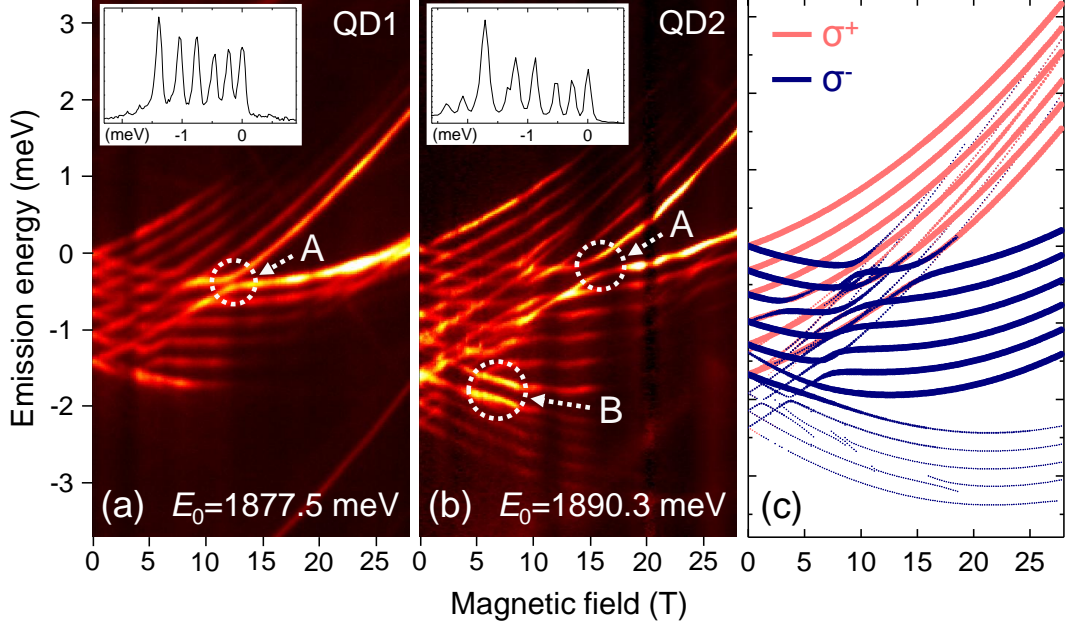 3
2
1
0
-1
-2
-3
Emission energy (meV)
QD1
(meV) -1 0
A
(a) E₀=1877.5 meV
0 5 10 15 20 25
QD2
-1 0
(meV)
A
B
(b) E₀=1890.3 meV
0 5 10 15 20 25
σ⁺
σ⁻
(c)
0 5 10 15 20 25
Magnetic field (T)